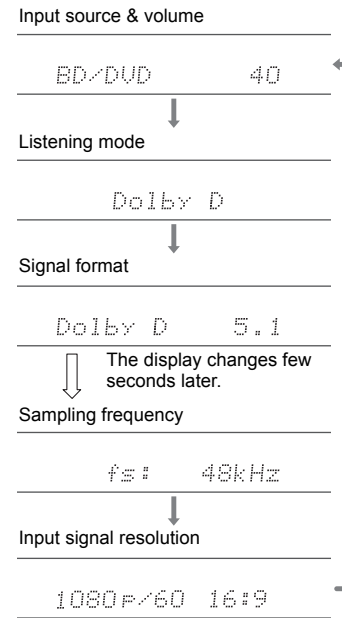 Input source & volume
BD/DVD 40
Listening mode
Dolby D
Signal format
Dolby D 5.1
The display changes few
seconds later.
Sampling frequency
fs: 48kHz
Input signal resolution
1080p/60 16:9